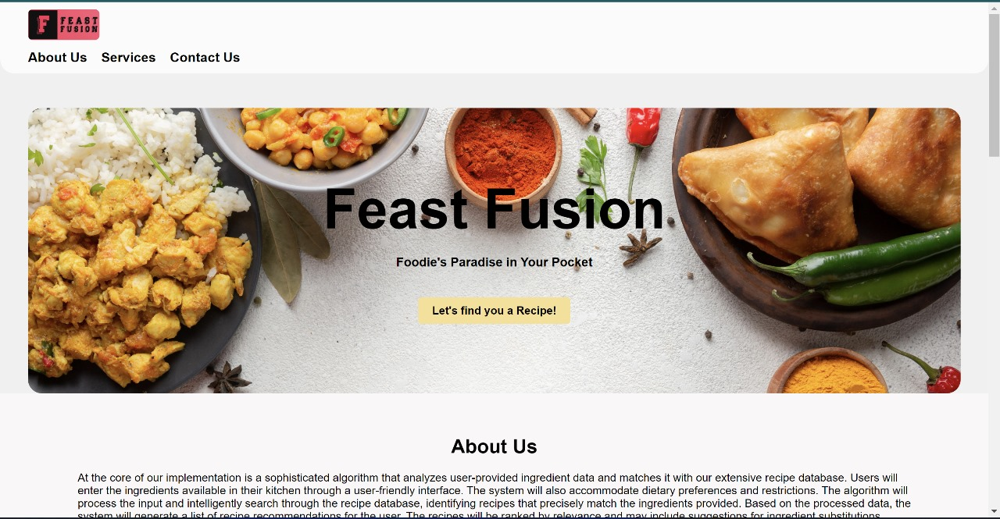 F FEAST
FUSION
About Us Services Contact Us
Feast Fusion
Foodie's Paradise in Your Pocket
Let's find you a Recipe!
About Us
At the core of our implementation is a sophisticated algorithm that analyzes user-provided ingredient data and matches it with our extensive recipe database. Users will
enter the ingredients available in their kitchen through a user-friendly interface. The system will also accommodate dietary preferences and restrictions. The algorithm will
process the input and intelligently search through the recipe database, identifying recipes that precisely match the ingredients provided. Based on the processed data, the
system will generate a list of recipe recommendations for the user. The recipes will be ranked by relevance and may include suggestions for ingredient substitutions